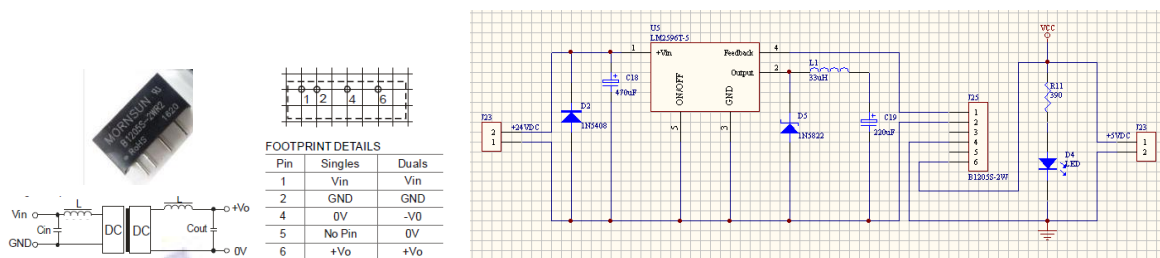 MORNSUN
B1205S-2WR2
RoHS 1620
1 2 4 6
FOOTPRINT DETAILS
Pin Singles Duals
1 Vin Vin
2 GND GND
4 0V -V0
5 No Pin 0V
6 +Vo +Vo
L
L
Vin
Cin
DC
DC
Cout
+Vo
GND
0V
U5
LM2596T-5
1
+Vin
Feedback
4
Output
2
ON/OFF
GND
5
3
C18
470uF
D2
1N5408
J23
2
1
+24VDC
L1
33uH
D5
1N5822
C19
220uF
J25
1
2
3
4
5
6
B1205S-2W
VCC
R11
390
D4
LED
+5VDC
J23
1
2